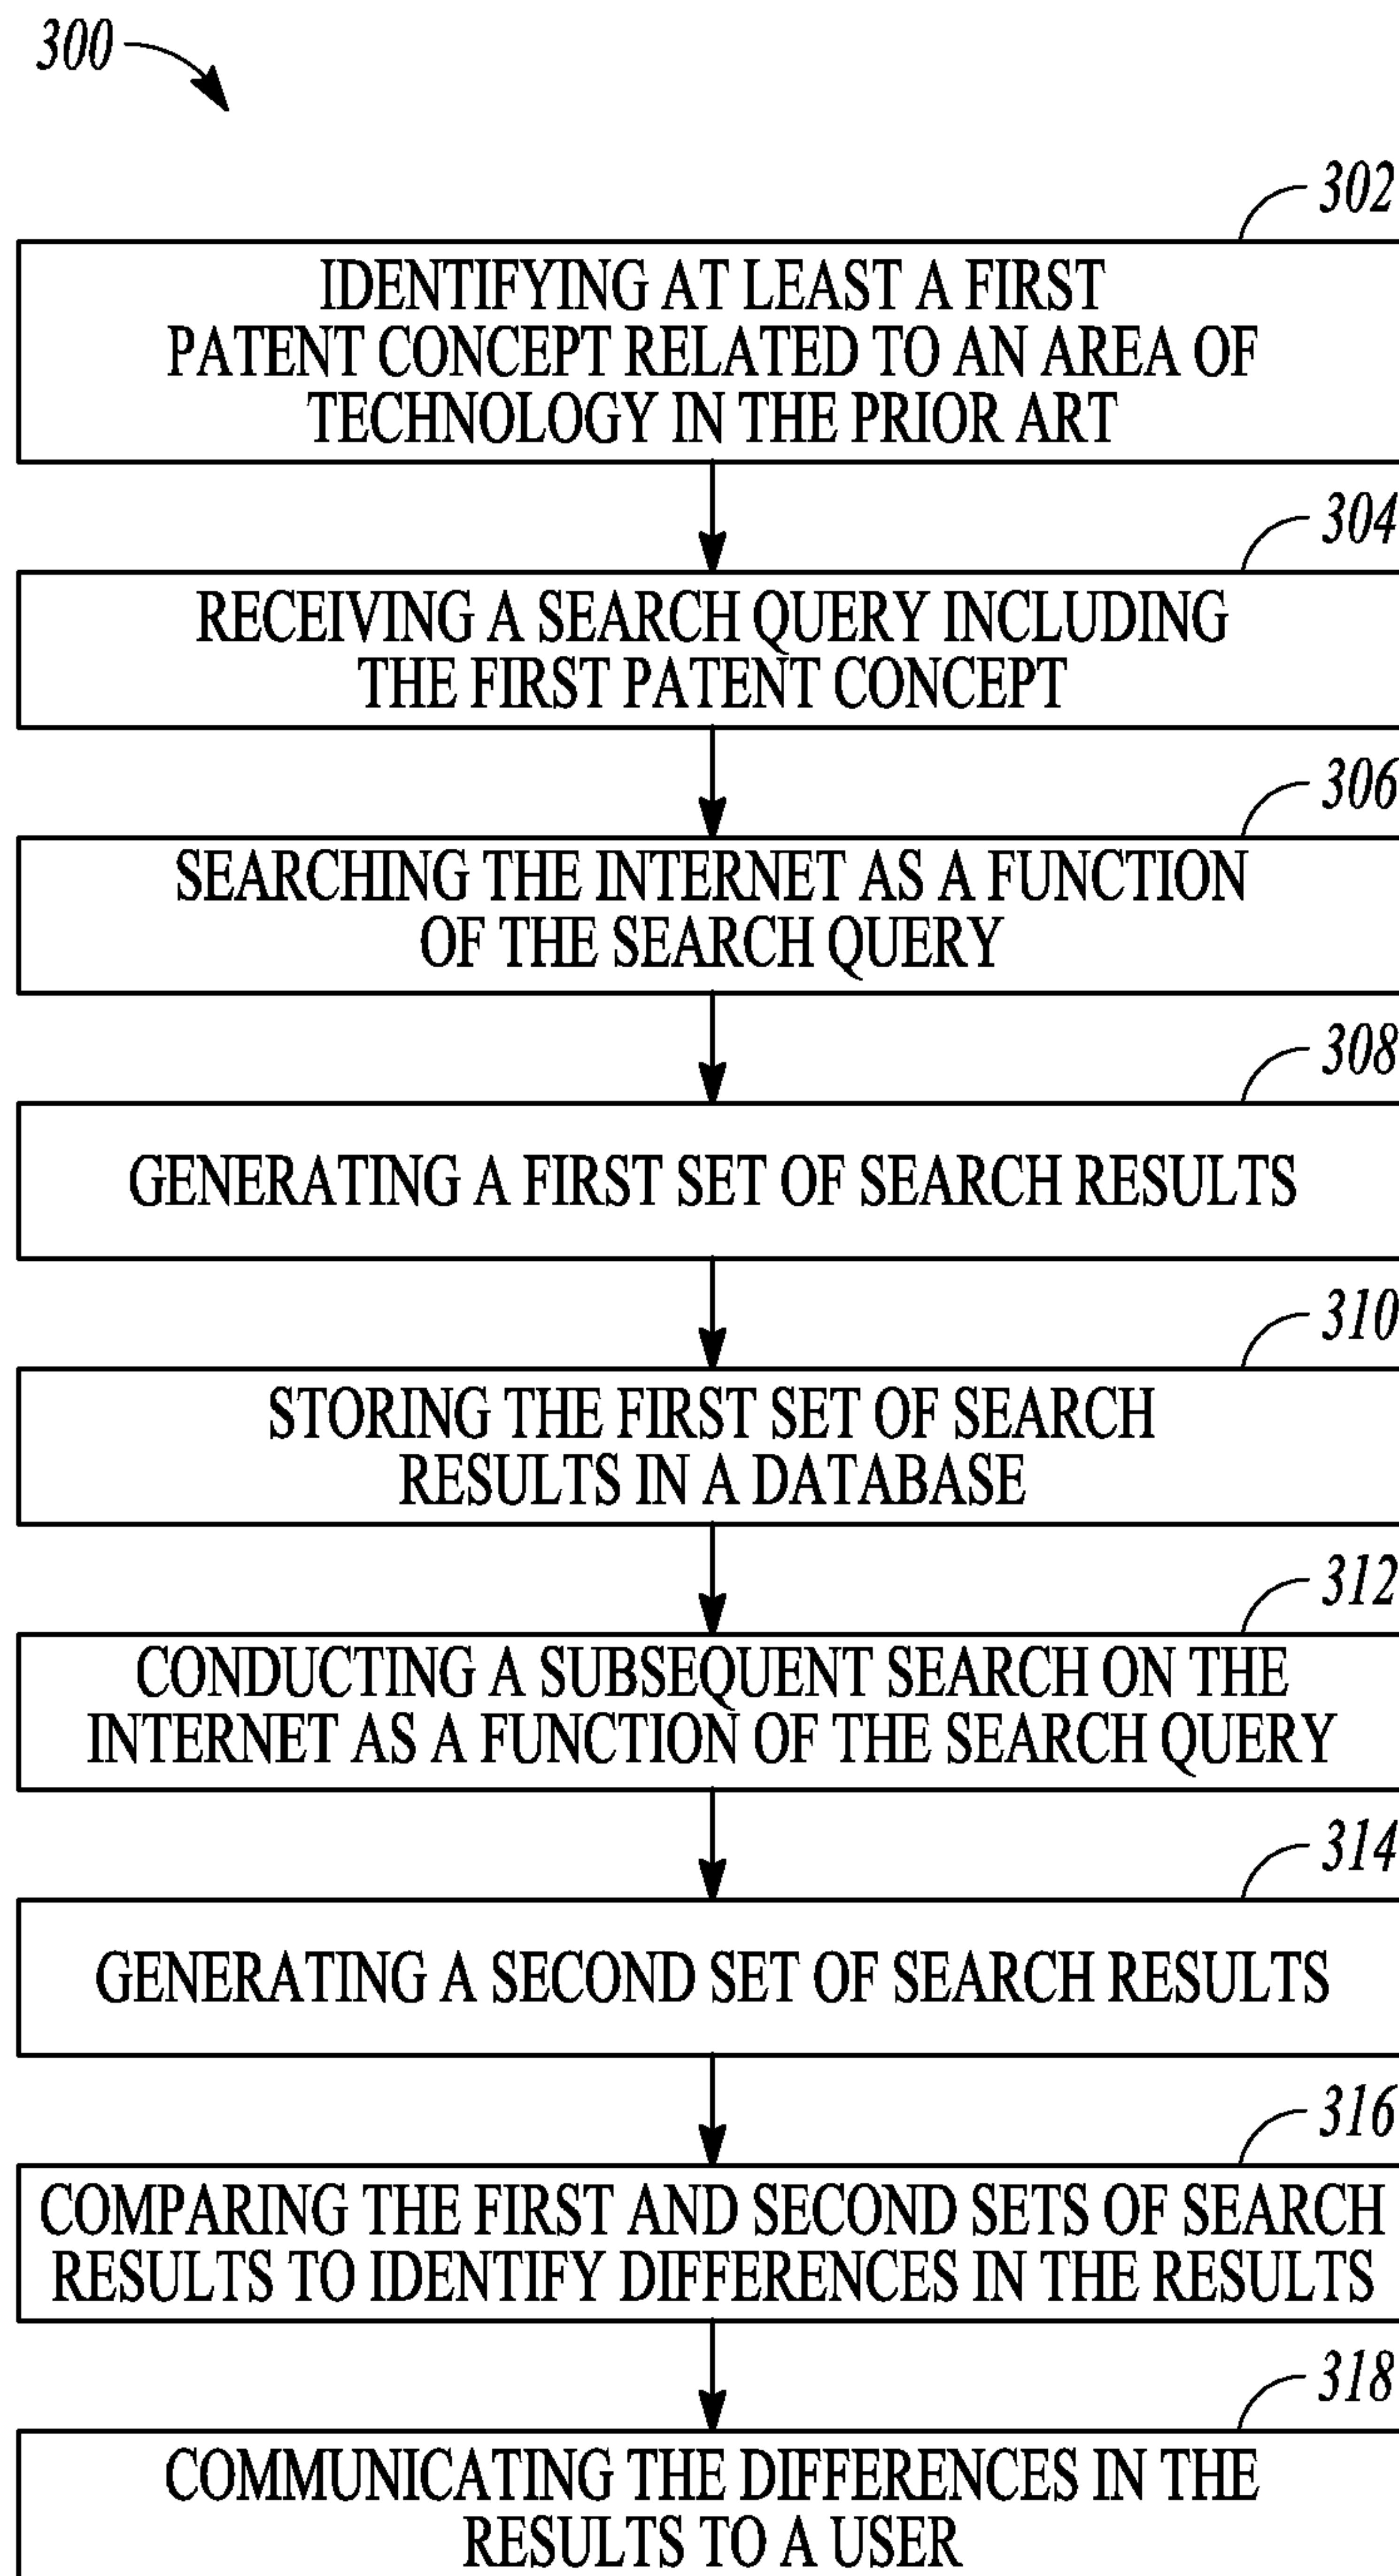 300
302
IDENTIFYING AT LEAST A FIRST
PATENT CONCEPT RELATED TO AN AREA OF
TECHNOLOGY IN THE PRIOR ART
304
RECEIVING A SEARCH QUERY INCLUDING
THE FIRST PATENT CONCEPT
306
SEARCHING THE INTERNET AS A FUNCTION
OF THE SEARCH QUERY
308
GENERATING A FIRST SET OF SEARCH RESULTS
310
STORING THE FIRST SET OF SEARCH
RESULTS IN A DATABASE
312
CONDUCTING A SUBSEQUENT SEARCH ON THE
INTERNET AS A FUNCTION OF THE SEARCH QUERY
314
GENERATING A SECOND SET OF SEARCH RESULTS
316
COMPARING THE FIRST AND SECOND SETS OF SEARCH
RESULTS TO IDENTIFY DIFFERENCES IN THE RESULTS
318
COMMUNICATING THE DIFFERENCES IN THE
RESULTS TO A USER